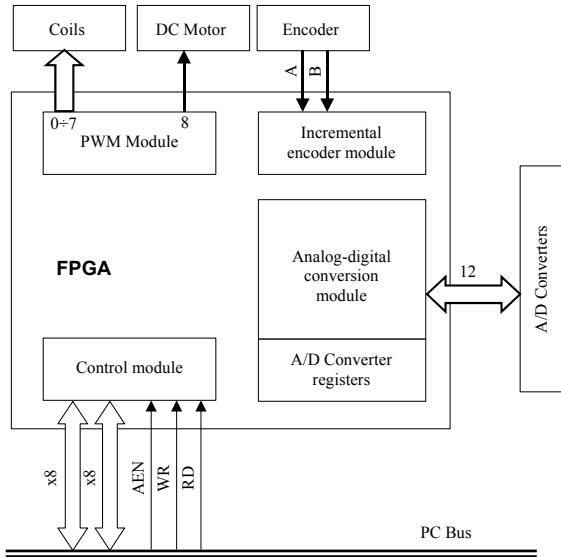 Coils
DC Motor
Encoder
A
B
0÷7
8
PWM Module
Incremental
encoder module
FPGA
Analog-digital
conversion
module
12
A/D Converters
Control module
A/D Converter
registers
x8
x8
AEN
WR
RD
PC Bus